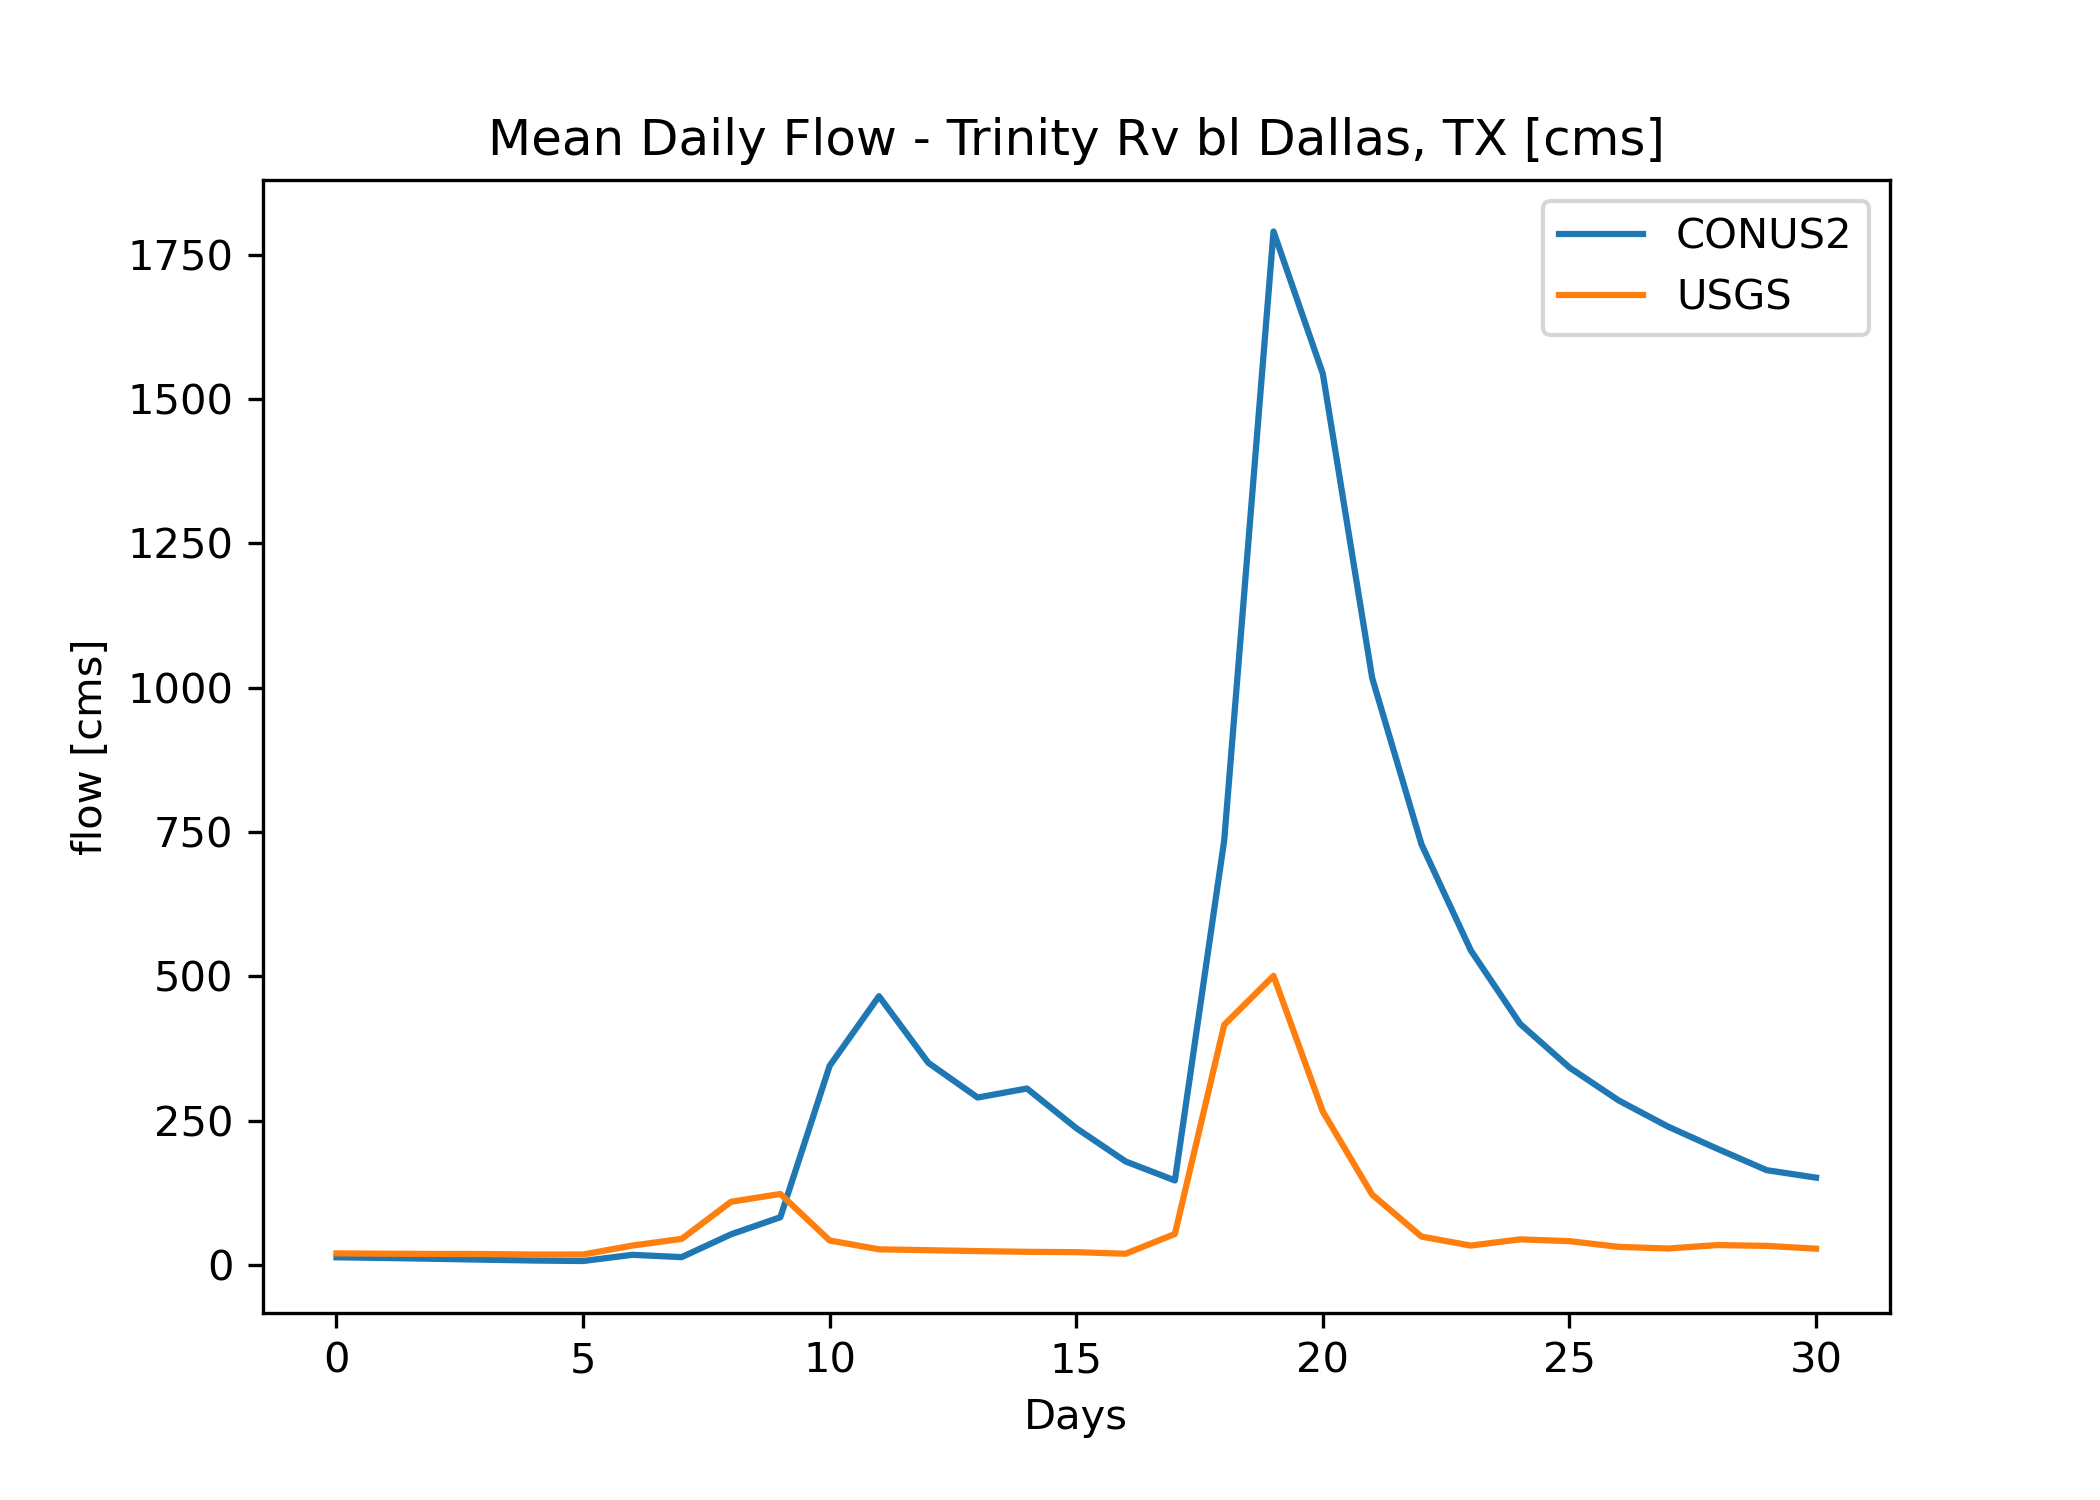 Mean Daily Flow - Trinity Rv bl Dallas, TX [cms]
CONUS2
USGS
1750
1500
1250
1000
750
500
250
0
flow [cms]
0 5 10 15 20 25 30
Days